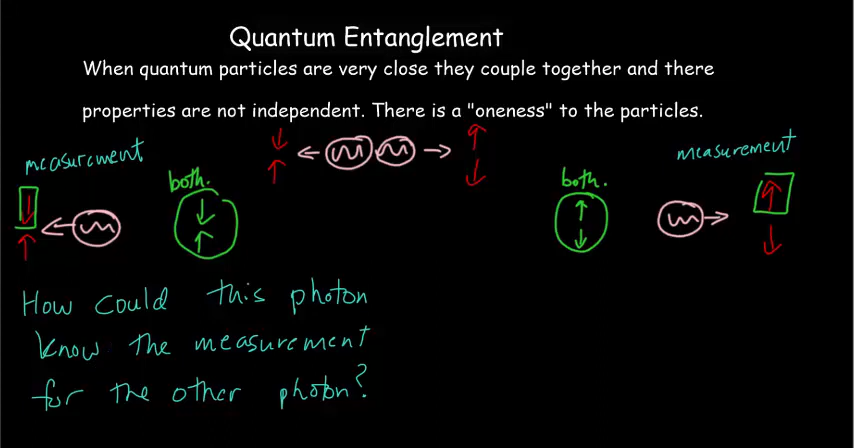 Quantum Entanglement
When quantum particles are very close they couple together and there
properties are not independent. There is a "oneness" to the particles.
measurement
measurement
both.
both.
How could this photon
know the measurement
for the other photon?